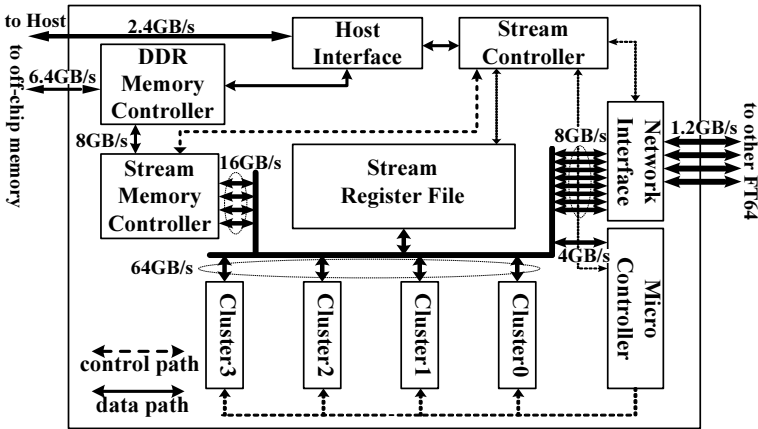 to Host
2.4GB/s
Host
Interface
Stream
Controller
to off-chip memory
6.4GB/s
DDR
Memory
Controller
8GB/s
Stream
Memory
Controller
16GB/s
Stream
Register File
8GB/s
Network
Interface
1.2GB/s
to other FT64
64GB/s
4GB/s
Micro
Controller
Cluster3
Cluster2
Cluster1
Cluster0
control path
data path